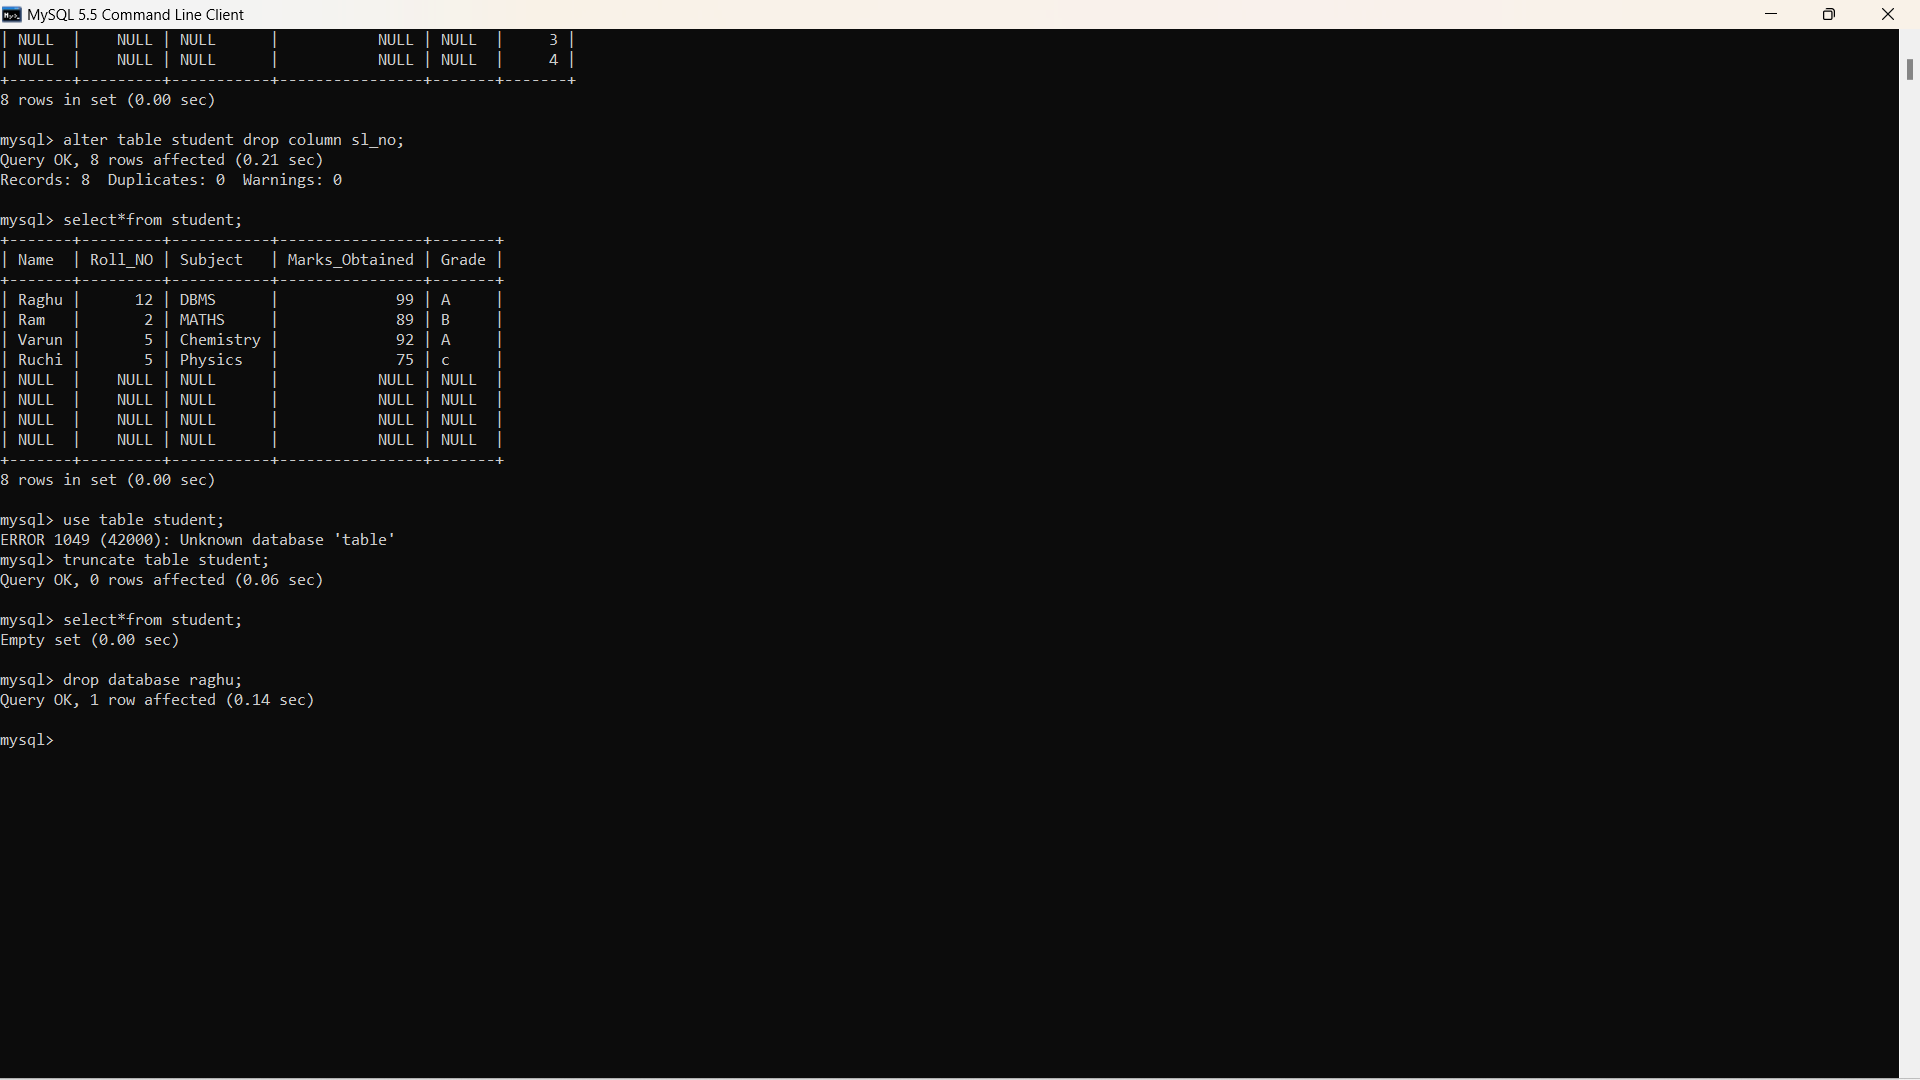 MySQL 5.5 Command Line Client
| NULL  |    NULL | NULL      |           NULL | NULL  |     3 |
| NULL  |    NULL | NULL      |           NULL | NULL  |     4 |
+-------+---------+-----------+----------------+-------+-------+
8 rows in set (0.00 sec)

mysql> alter table student drop column sl_no;
Query OK, 8 rows affected (0.21 sec)
Records: 8  Duplicates: 0  Warnings: 0

mysql> select*from student;
+-------+---------+-----------+----------------+-------+
| Name  | Roll_NO | Subject   | Marks_Obtained | Grade |
+-------+---------+-----------+----------------+-------+
| Raghu |      12 | DBMS      |             99 | A     |
| Ram   |       2 | MATHS     |             89 | B     |
| Varun |       5 | Chemistry |             92 | A     |
| Ruchi |       5 | Physics   |             75 | c     |
| NULL  |    NULL | NULL      |           NULL | NULL  |
| NULL  |    NULL | NULL      |           NULL | NULL  |
| NULL  |    NULL | NULL      |           NULL | NULL  |
| NULL  |    NULL | NULL      |           NULL | NULL  |
+-------+---------+-----------+----------------+-------+
8 rows in set (0.00 sec)

mysql> use table student;
ERROR 1049 (42000): Unknown database 'table'
mysql> truncate table student;
Query OK, 0 rows affected (0.06 sec)

mysql> select*from student;
Empty set (0.00 sec)

mysql> drop database raghu;
Query OK, 1 row affected (0.14 sec)

mysql>